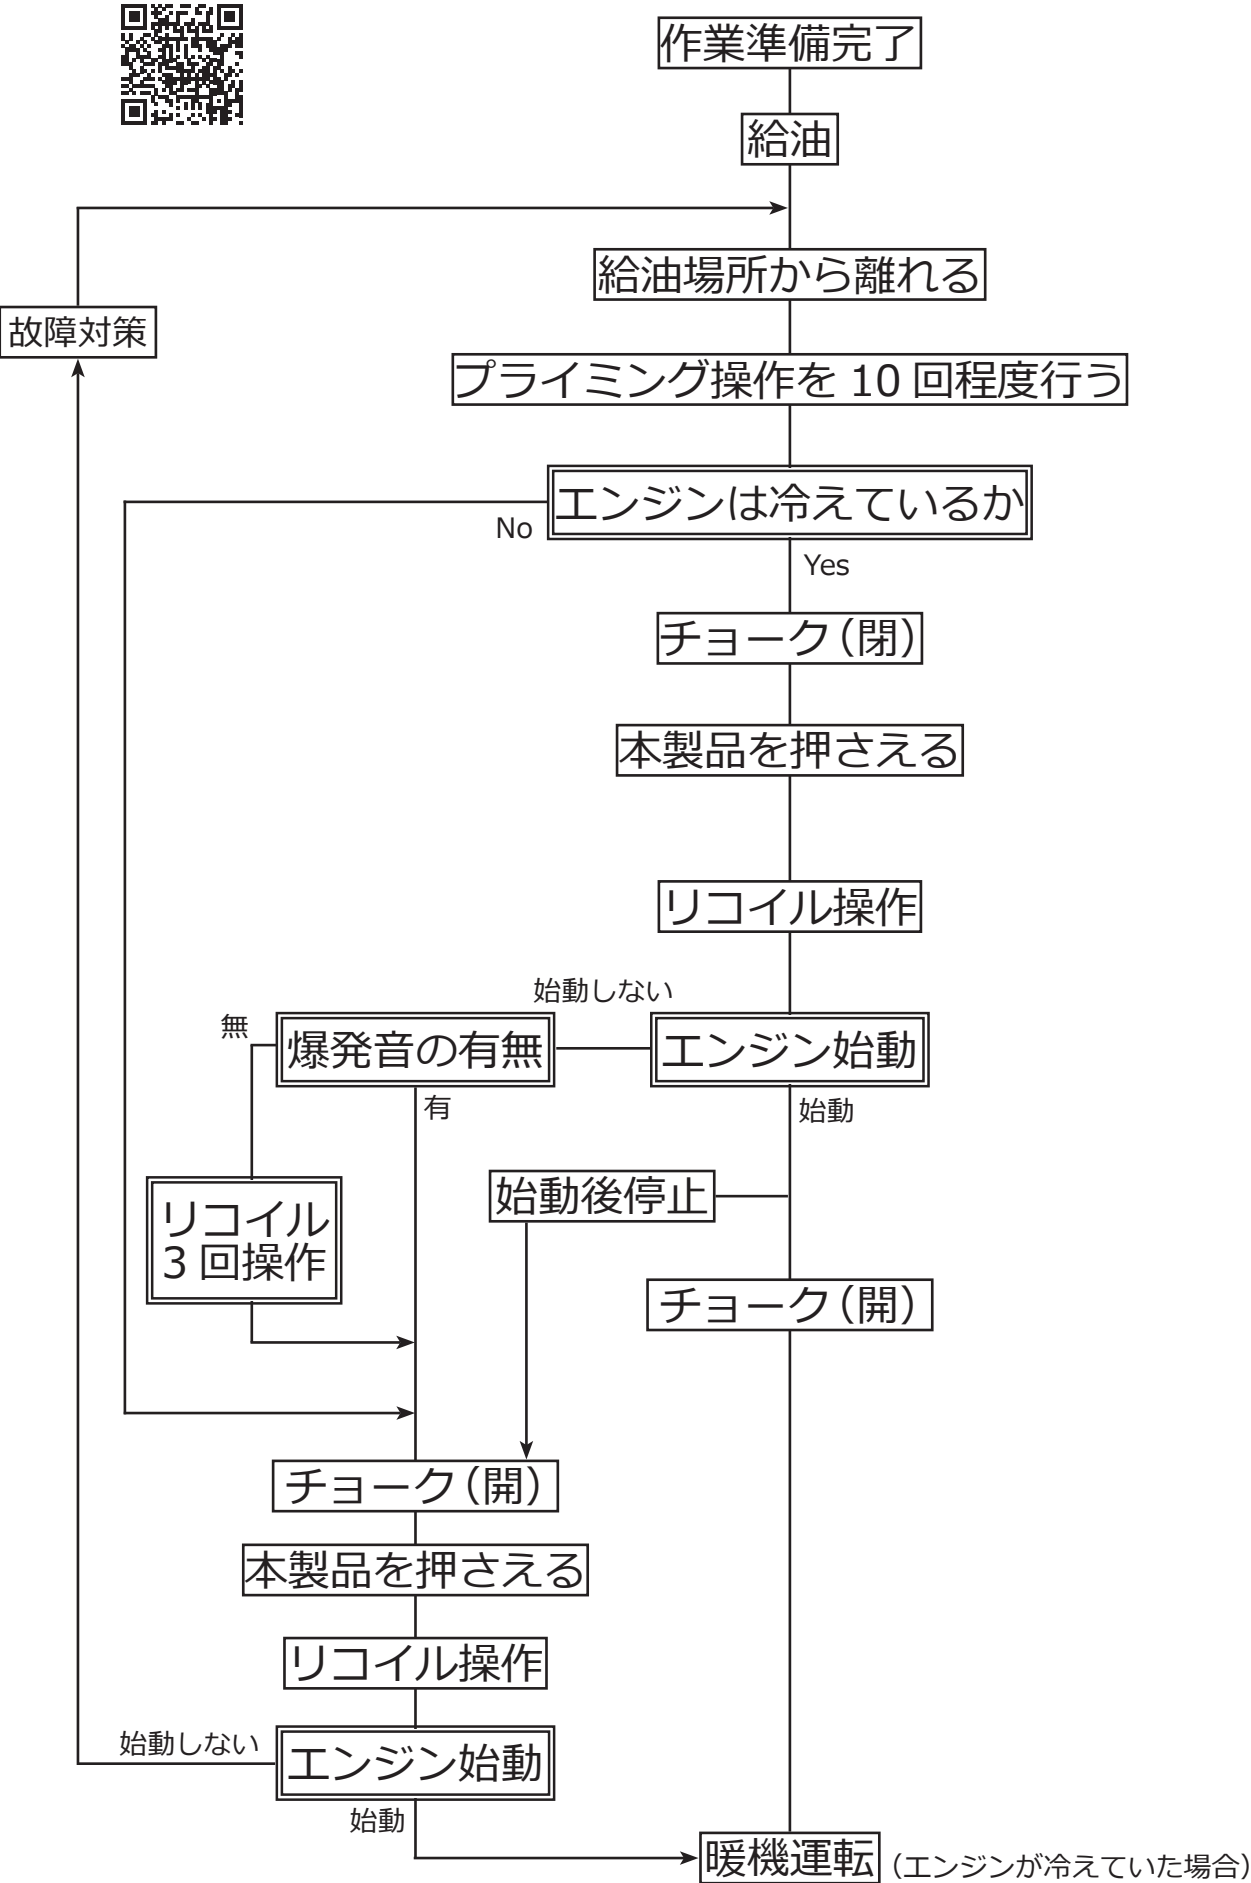 作業準備完了
給油
給油場所から離れる
故障対策
プライミング操作を 10 回程度行う
エンジンは冷えているか
No
Yes
チョーク（閉）
本製品を押さえる
リコイル操作
始動しない
無
爆発音の有無
エンジン始動
有
始動
始動後停止
リコイル
3 回操作
チョーク（開）
チョーク（開）
本製品を押さえる
リコイル操作
始動しない
エンジン始動
始動
暖機運転
（エンジンが冷えていた場合）